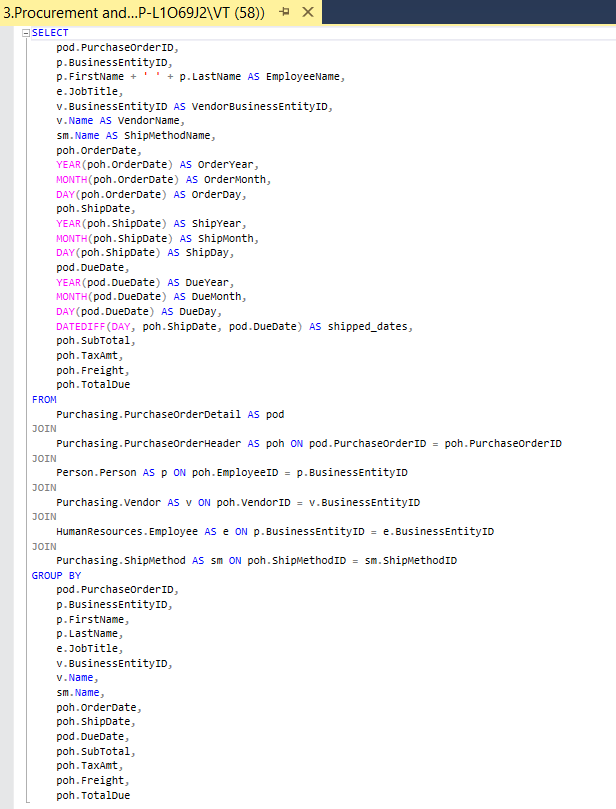 3.Procurement and...P-L1O69J2\VT (58))
SELECT
pod.PurchaseOrderID,
p.BusinessEntityID,
p.FirstName + ' ' + p.LastName AS EmployeeName,
e.JobTitle,
v.BusinessEntityID AS VendorBusinessEntityID,
v.Name AS VendorName,
sm.Name AS ShipMethodName,
poh.OrderDate,
YEAR(poh.OrderDate) AS OrderYear,
MONTH(poh.OrderDate) AS OrderMonth,
DAY(poh.OrderDate) AS OrderDay,
poh.ShipDate,
YEAR(poh.ShipDate) AS ShipYear,
MONTH(poh.ShipDate) AS ShipMonth,
DAY(poh.ShipDate) AS ShipDay,
pod.DueDate,
YEAR(pod.DueDate) AS DueYear,
MONTH(pod.DueDate) AS DueMonth,
DAY(pod.DueDate) AS DueDay,
DATEDIFF(DAY, poh.ShipDate, pod.DueDate) AS shipped_dates,
poh.SubTotal,
poh.TaxAmt,
poh.Freight,
poh.TotalDue
FROM
Purchasing.PurchaseOrderDetail AS pod
JOIN
Purchasing.PurchaseOrderHeader AS poh ON pod.PurchaseOrderID = poh.PurchaseOrderID
JOIN
Person.Person AS p ON poh.EmployeeID = p.BusinessEntityID
JOIN
Purchasing.Vendor AS v ON poh.VendorID = v.BusinessEntityID
JOIN
HumanResources.Employee AS e ON p.BusinessEntityID = e.BusinessEntityID
JOIN
Purchasing.ShipMethod AS sm ON poh.ShipMethodID = sm.ShipMethodID
GROUP BY
pod.PurchaseOrderID,
p.BusinessEntityID,
p.FirstName,
p.LastName,
e.JobTitle,
v.BusinessEntityID,
v.Name,
sm.Name,
poh.OrderDate,
poh.ShipDate,
pod.DueDate,
poh.SubTotal,
poh.TaxAmt,
poh.Freight,
poh.TotalDue